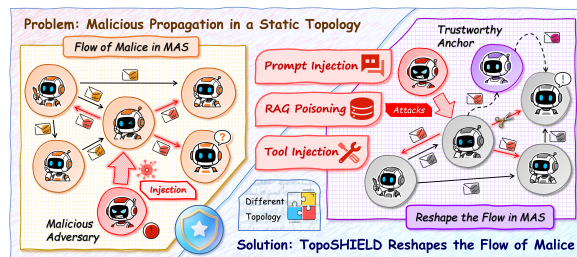 Problem: Malicious Propagation in a Static Topology
Flow of Malice in MAS
?
Injection
!
Malicious
Adversary
Prompt Injection
RAG Poisoning
Tool Injection
Attacks
Different
Topology
Trustworthy
Anchor
!
Reshape the Flow in MAS
Solution: TopoSHIELD Reshapes the Flow of Malice